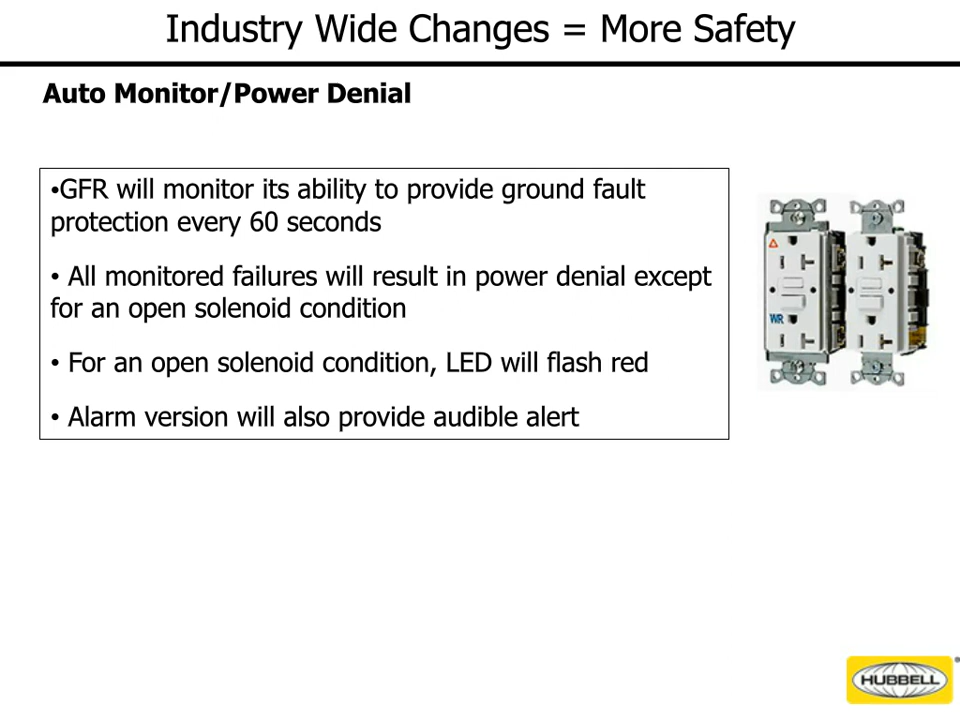 Industry Wide Changes = More Safety
Auto Monitor/Power Denial
•GFR will monitor its ability to provide ground fault
protection every 60 seconds
• All monitored failures will result in power denial except
for an open solenoid condition
• For an open solenoid condition, LED will flash red
• Alarm version will also provide audible alert
WR
HUBBELL®